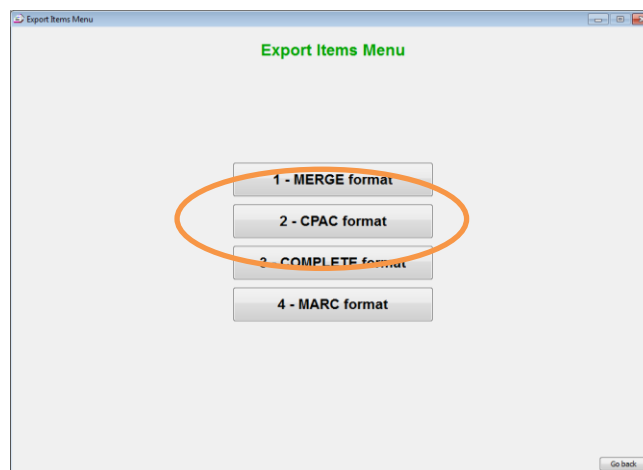 Export Items Menu
Export Items Menu
1 - MERGE format
2 - CPAC format
3 - COMPLETE format
4 - MARC format
Go back